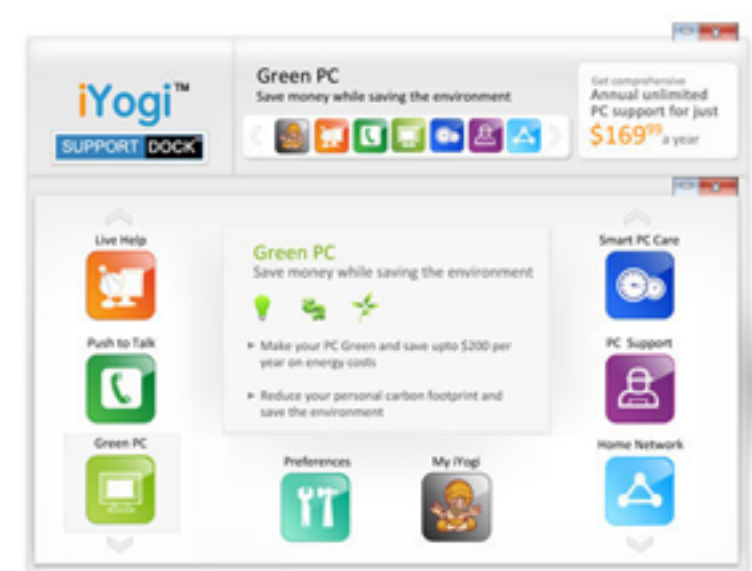 iYogi™
SUPPORT DOCK
Green PC
Save money while saving the environment
Get comprehensive
Annual unlimited
PC support for just
$169⁹⁹ a year
Live Help
Push to Talk
Green PC
Green PC
Save money while saving the environment
Make your PC Green and save upto $200 per
year on energy costs
Reduce your personal carbon footprint and
save the environment
Preferences
My iYogi
Smart PC Care
PC Support
Home Network